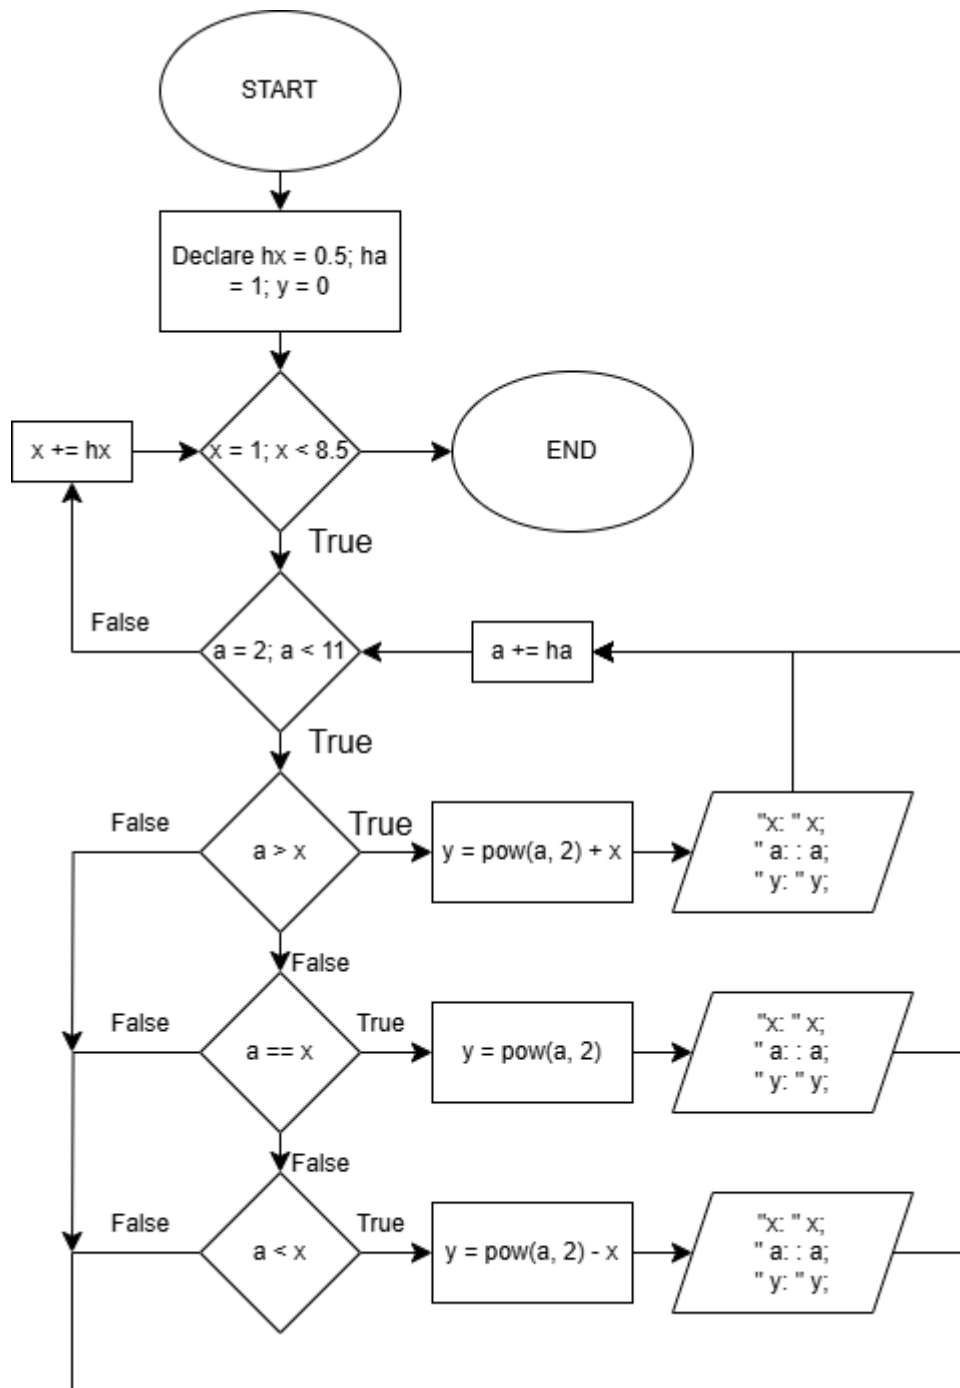 START
Declare hx = 0.5; ha
= 1; y = 0
x += hx
x = 1; x < 8.5
END
True
False
a = 2; a < 11
a += ha
True
False
a > x
True
y = pow(a, 2) + x
"x: " x;
" a: : a;
" y: " y;
False
False
a == x
True
y = pow(a, 2)
"x: " x;
" a: : a;
" y: " y;
False
False
a < x
True
y = pow(a, 2) - x
"x: " x;
" a: : a;
" y: " y;